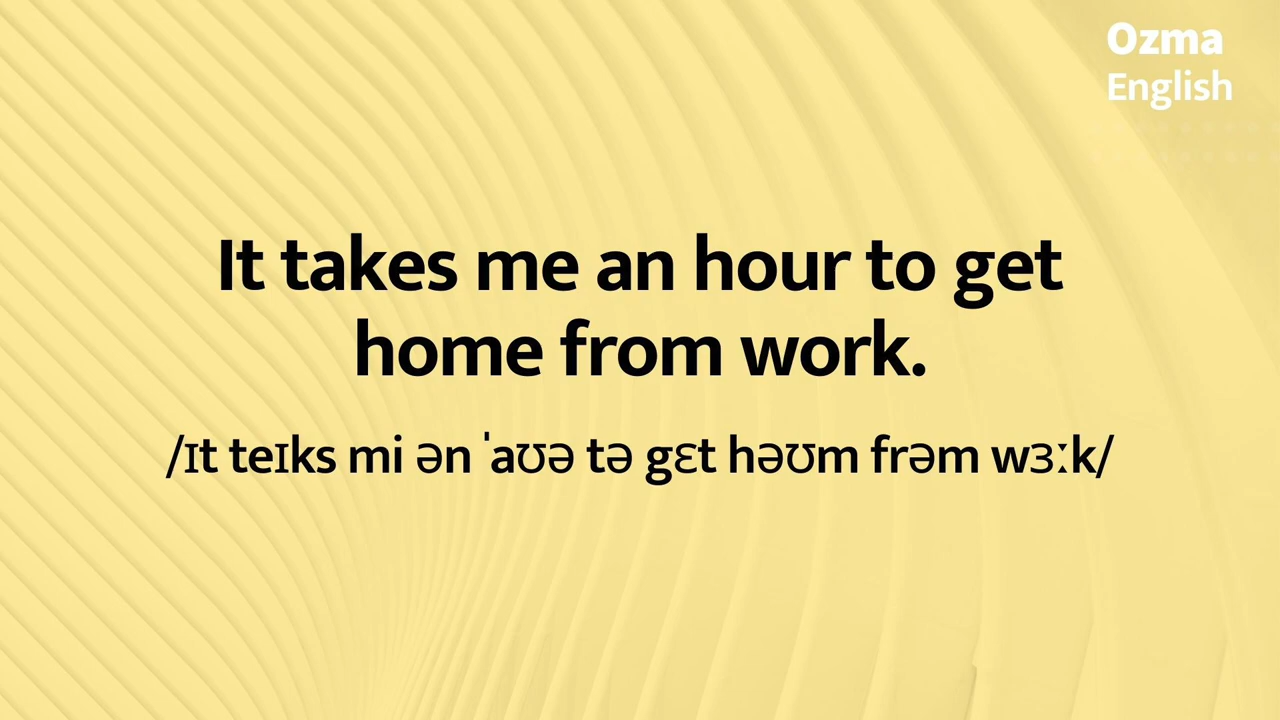 Ozma
English
It takes me an hour to get
home from work.
/ɪt teɪks mi ən ˈaʊə tə gɛt həʊm frəm wɜːk/